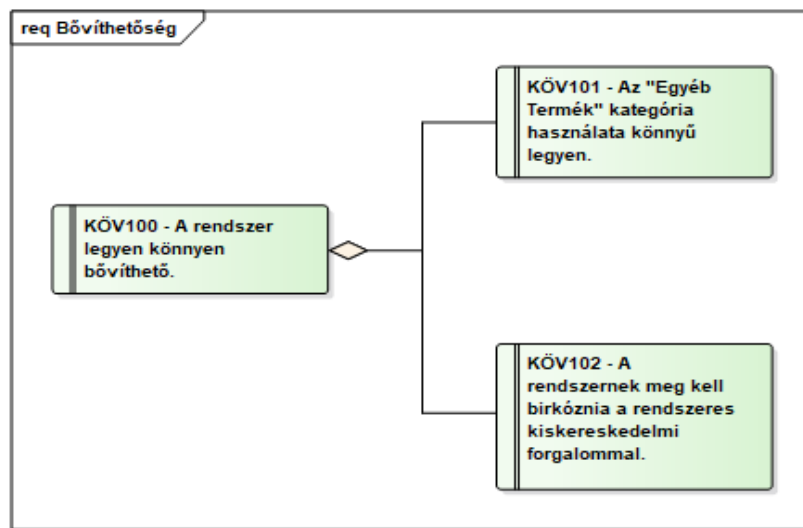 req Bővíthetőség
KÖV101 - Az "Egyéb
Termék" kategória
használata könnyű
legyen.
KÖV100 - A rendszer
legyen könnyen
bővíthető.
KÖV102 - A
rendszernek meg kell
birkóznia a rendszeres
kiskereskedelmi
forgalommal.